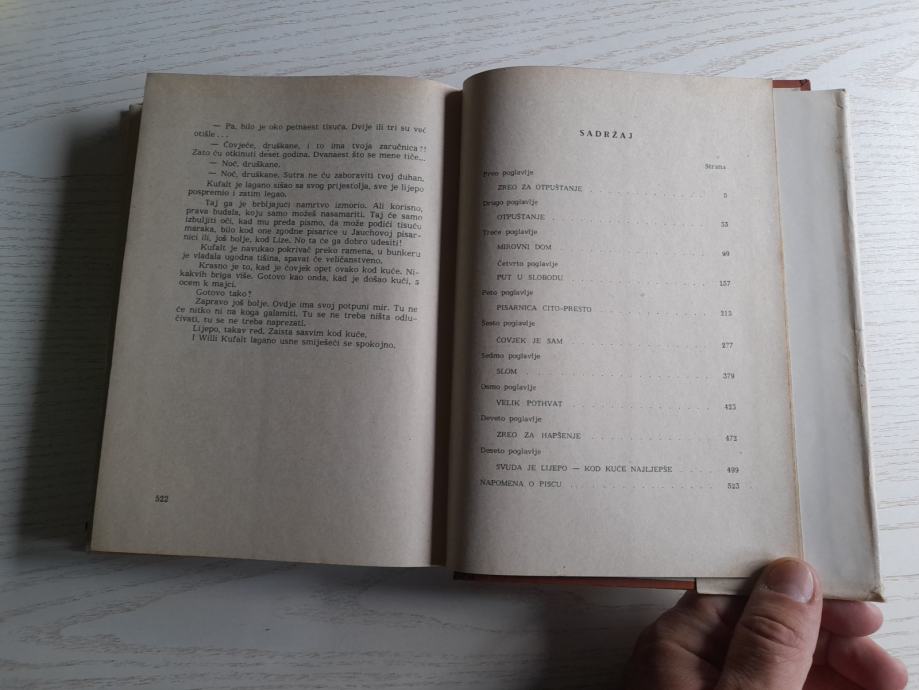 — Pa, bilo je oko petnaest tisuća. Dvije ili tri su već
otišle...
— Čovječe, druškane, i to ima tvoja zaručnica?!
Zato ću otkinuti deset godina. Dvanaest što se mene tiče...
— Noć, druškane.
— Noć, druškane. Sutra ne ću zaboraviti tvoj duhan.
Kufalt je lagano sišao sa svog prijestolja, sve je lijepo
pospremio i zatim legao.
Taj ga je brbljajući namrtvo izmorio. Ali korisno,
prava budala, koju samo možeš nasamariti. Taj će samo
izbuljiti oči, kad mu preda pismo, da može podići tisuću
maraka, bilo kod one zgodne pisarice u Jauchovoj pisar-
nici ili, još bolje, kod Lize. No ta će ga dobro udesiti!
Kufalt je navukao pokrivač preko ramena, u bunkeru
je vladala ugodna tišina, spavat će veličanstveno.
Krasno je to, kad je čovjek opet ovako kod kuće. Ni-
kakvih briga više. Gotovo kao onda, kad je došao kući, s
ocem k majci.
Gotovo tako?
Zapravo još bolje. Ovdje ima svoj potpuni mir. Tu ne
će nitko ni na koga galamiti. Tu se ne treba ništa odlu-
čivati, tu se ne treba naprezati.
Lijepo, takav red. Zaista sasvim kod kuće.
I Willi Kufalt lagano usne smiješeći se spokojno.
522
SADRŽAJ
Strana
Prvo poglavlje
ZREO ZA OTPUŠTANJE . . . . . . . . . . 5
Drugo poglavlje
OTPUŠTANJE . . . . . . . . . . . . . . 55
Treće poglavlje
MIROVNI DOM . . . . . . . . . . . . . 99
Četvrto poglavlje
PUT U SLOBODU . . . . . . . . . . . . 157
Peto poglavlje
PISARNICA CITO-PRESTO . . . . . . . . . 213
Šesto poglavlje
ČOVJEK JE SAM . . . . . . . . . . . . 277
Sedmo poglavlje
SLOM . . . . . . . . . . . . . . . . 379
Osmo poglavlje
VELIK POTHVAT . . . . . . . . . . . . 423
Deveto poglavlje
ZREO ZA HAPŠENJE . . . . . . . . . . . 472
Deseto poglavlje
SVUDA JE LIJEPO — KOD KUĆE NAJLJEPŠE . . . . 499
NAPOMENA O PISCU . . . . . . . . . . . 523